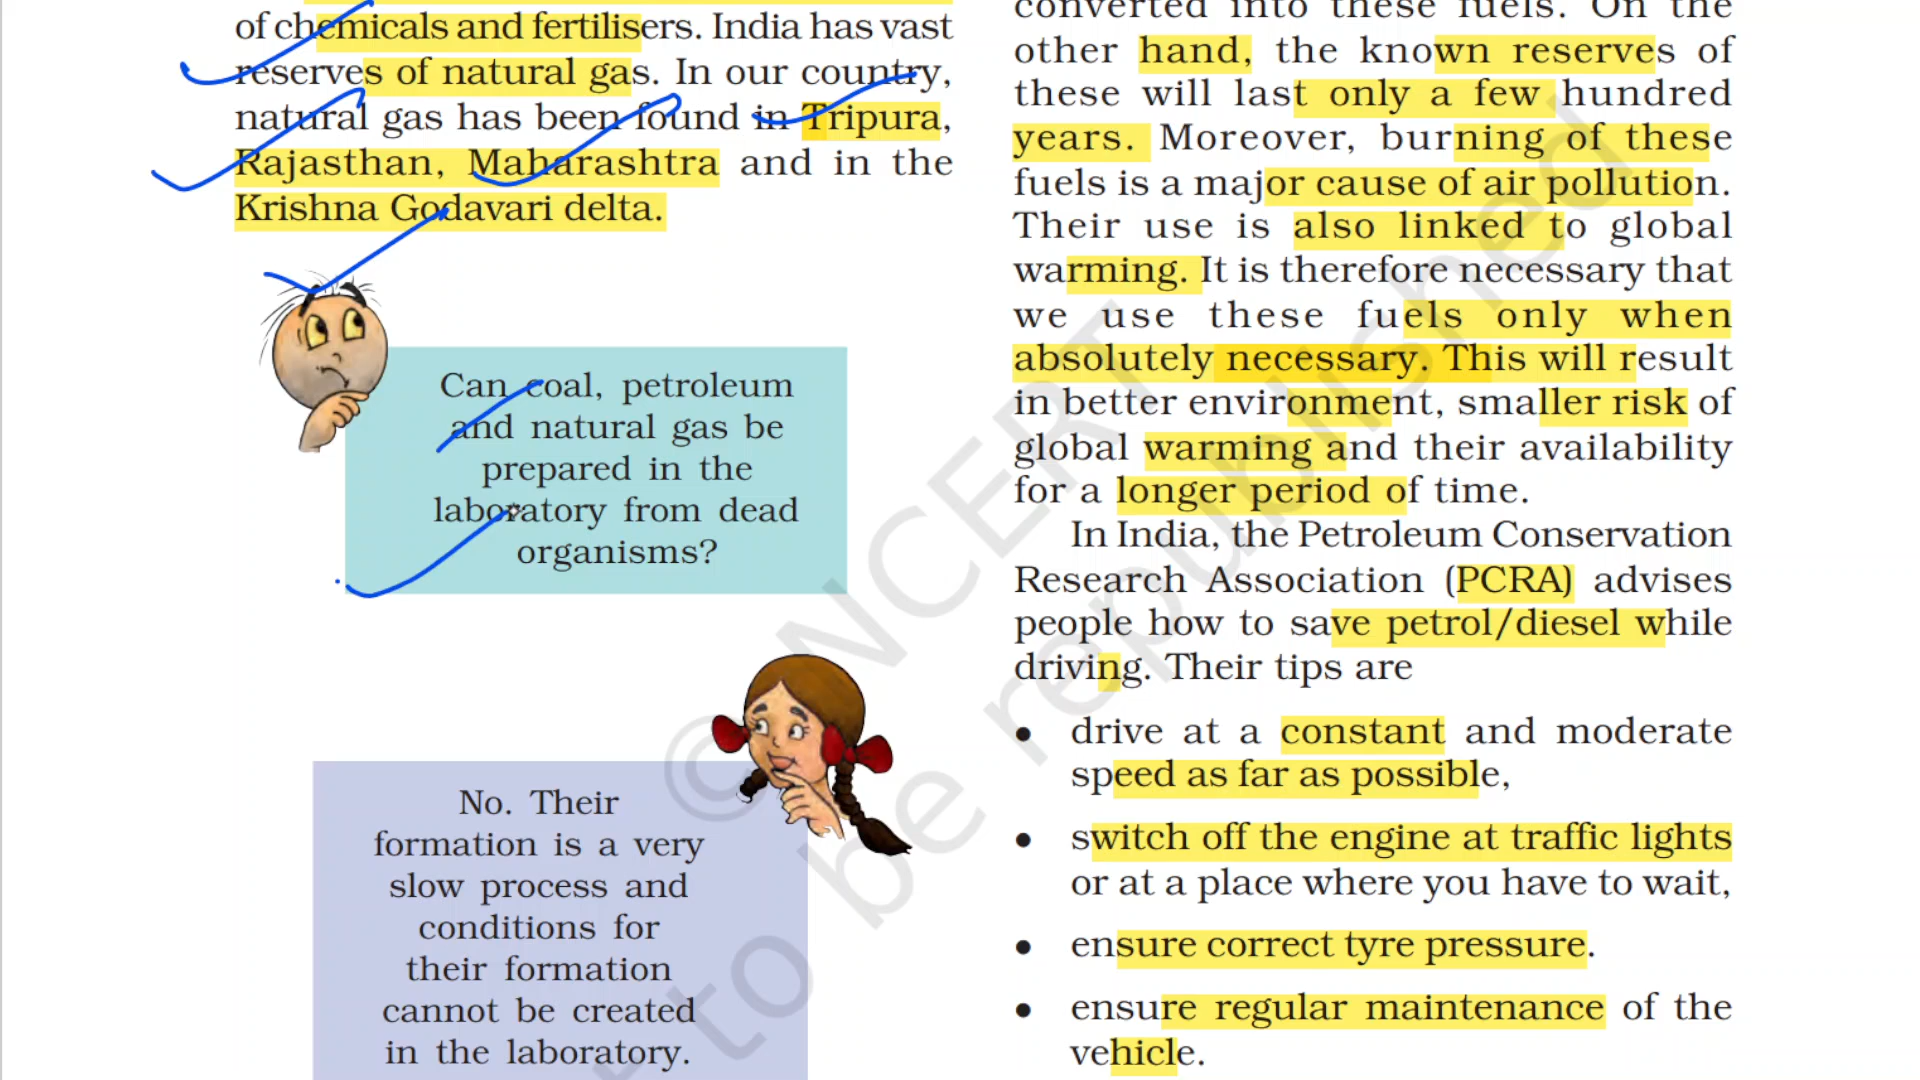 of chemicals and fertilisers. India has vast
reserves of natural gas. In our country,
natural gas has been found in Tripura,
Rajasthan, Maharashtra and in the
Krishna Godavari delta.
Can coal, petroleum
and natural gas be
prepared in the
laboratory from dead
organisms?
No. Their
formation is a very
slow process and
conditions for
their formation
cannot be created
in the laboratory.
converted into these fuels. On the
other hand, the known reserves of
these will last only a few hundred
years. Moreover, burning of these
fuels is a major cause of air pollution.
Their use is also linked to global
warming. It is therefore necessary that
we use these fuels only when
absolutely necessary. This will result
in better environment, smaller risk of
global warming and their availability
for a longer period of time.
In India, the Petroleum Conservation
Research Association (PCRA) advises
people how to save petrol/diesel while
driving. Their tips are
• drive at a constant and moderate
speed as far as possible,
• switch off the engine at traffic lights
or at a place where you have to wait,
• ensure correct tyre pressure.
• ensure regular maintenance of the
vehicle.
© NCERT
to be republished